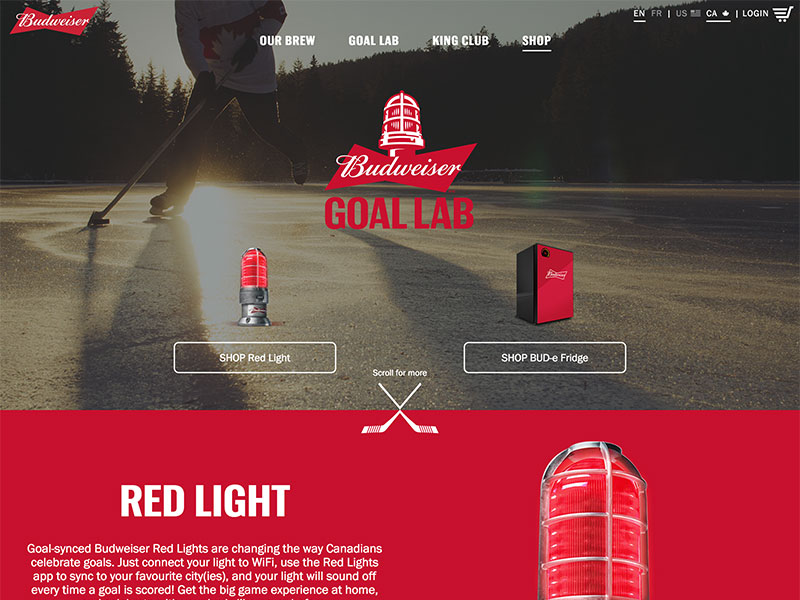 Budweiser
EN FR | US CA | LOGIN
OUR BREW GOAL LAB KING CLUB SHOP
Budweiser
GOAL LAB
Budweiser
SHOP Red Light SHOP BUD-e Fridge
Scroll for more
RED LIGHT
Goal-synced Budweiser Red Lights are changing the way Canadians
celebrate goals. Just connect your light to WiFi, use the Red Lights
app to sync to your favourite city(ies), and your light will sound off
every time a goal is scored! Get the big game experience at home,